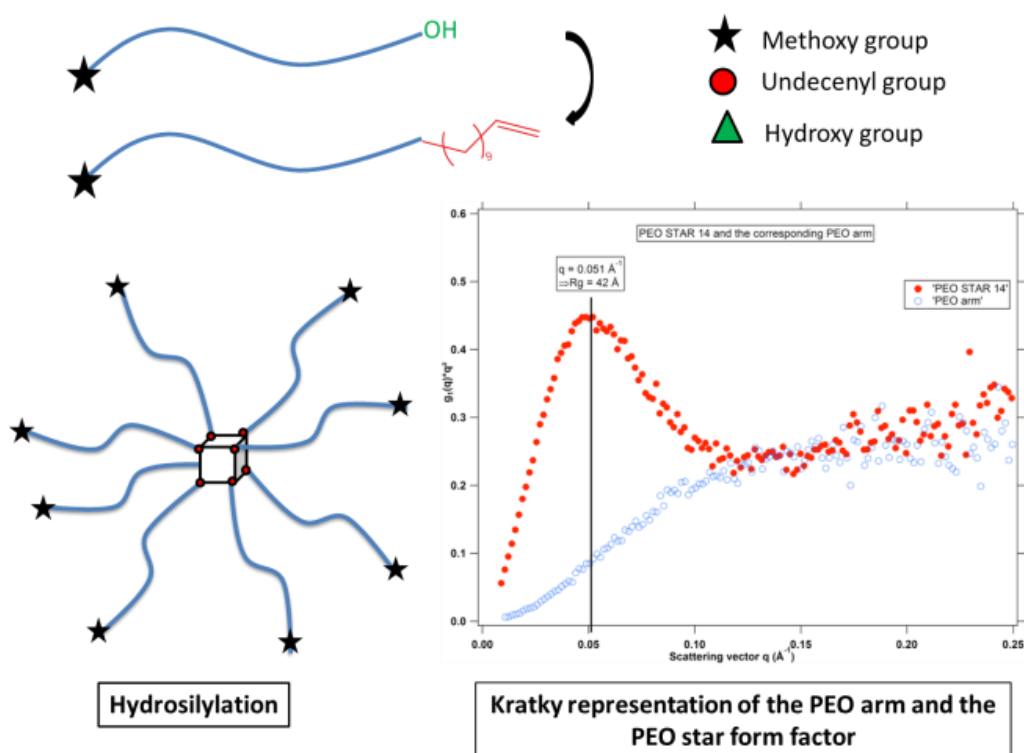 OH
Methoxy group
Undecenyl group
Hydroxy group
9
PEO STAR 14 and the corresponding PEO arm
q = 0.051 Å⁻¹
⇒Rg = 42 Å
'PEO STAR 14'
'PEO arm'
0.6
0.5
0.4
0.3
0.2
0.1
0.0
0.00
0.05
0.10
0.15
0.20
0.25
Scattering vector q (Å⁻¹)
Hydrosilylation
Kratky representation of the PEO arm and the
PEO star form factor